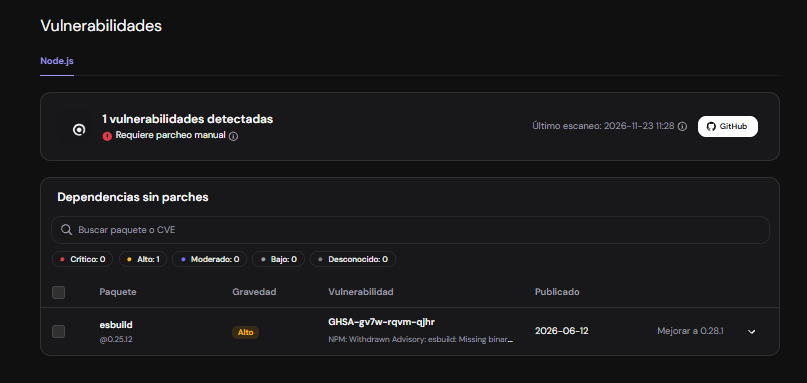 Vulnerabilidades
Node.js
1 vulnerabilidades detectadas
Requiere parcheo manual
Último escaneo: 2026-11-23 11:28
GitHub
Dependencias sin parches
Buscar paquete o CVE
Crítico: 0 Alto: 1 Moderado: 0 Bajo: 0 Desconocido: 0
Paquete Gravedad Vulnerabilidad Publicado
esbuild
@0.25.12
Alto
GHSA-gv7w-rqvm-qjhr
NPM: Withdrawn Advisory: esbuild: Missing binar...
2026-06-12
Mejorar a 0.28.1